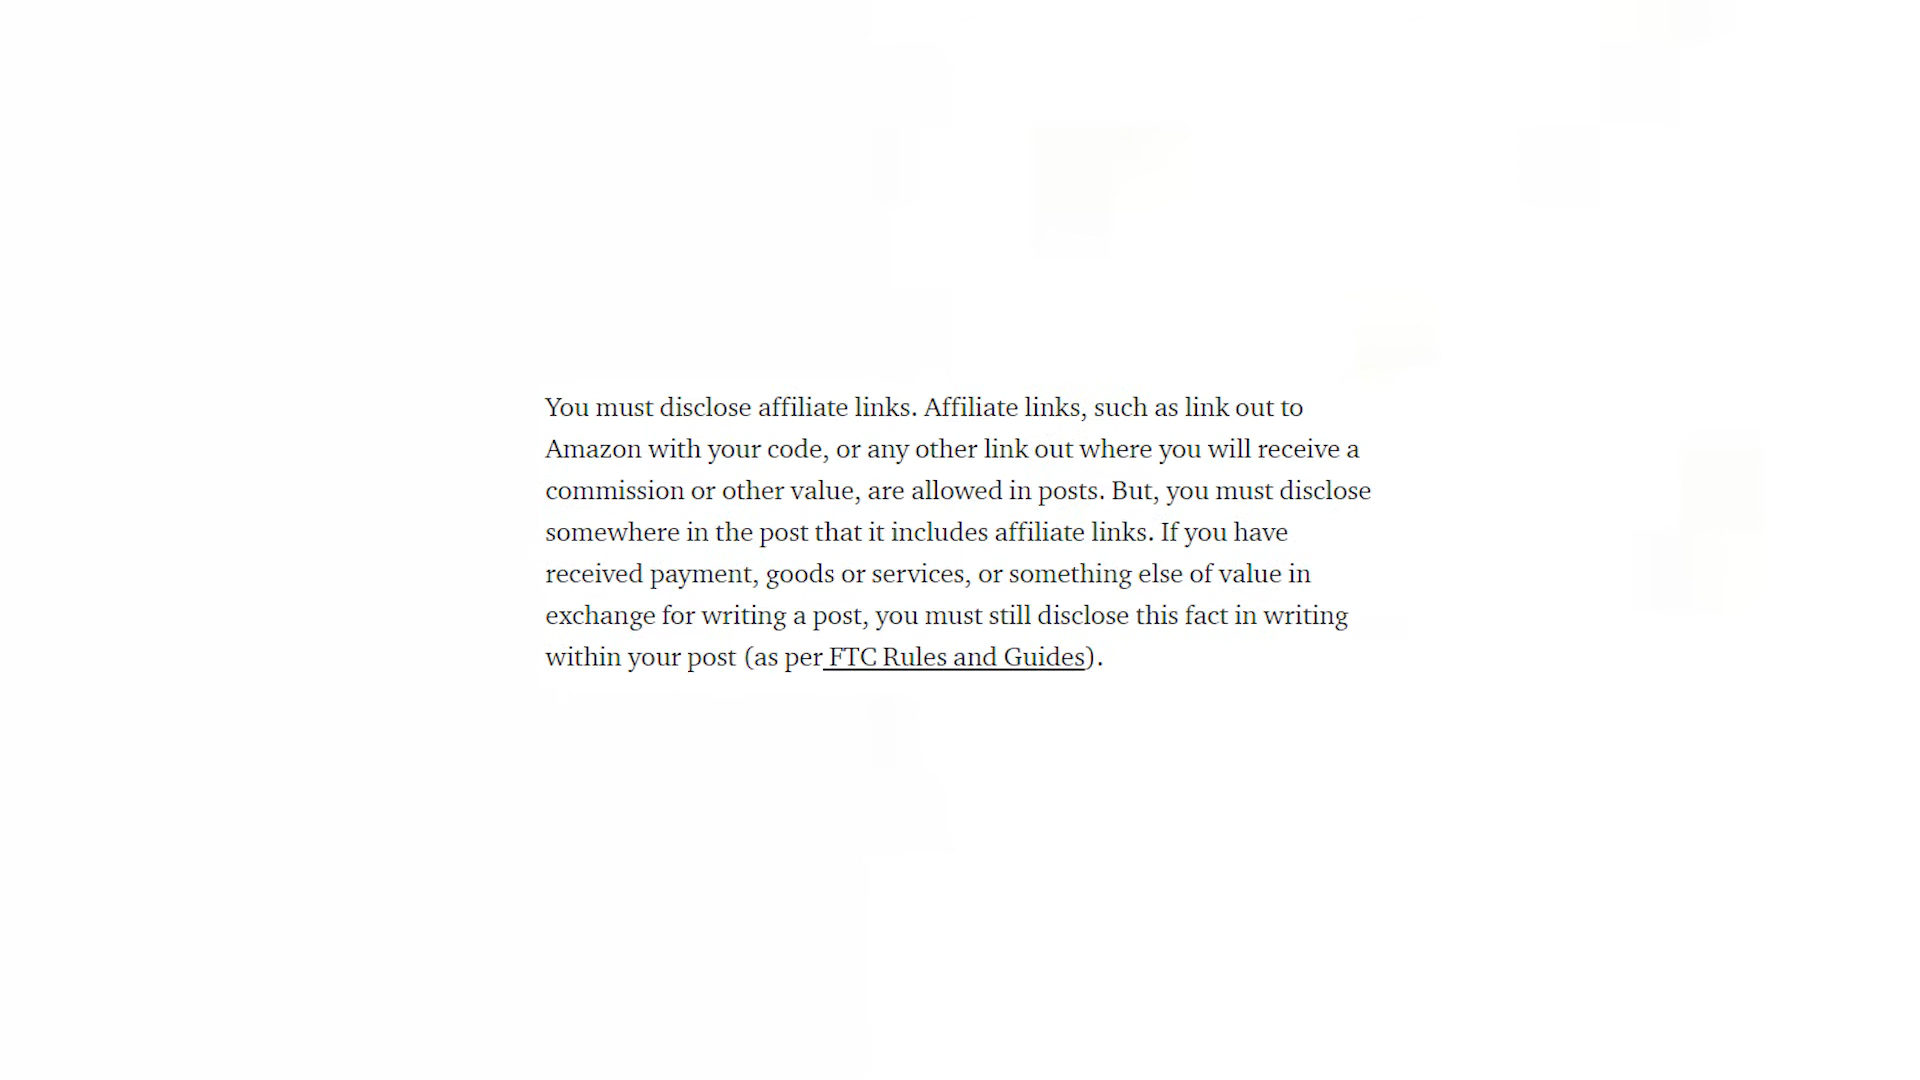 You must disclose affiliate links. Affiliate links, such as link out to
Amazon with your code, or any other link out where you will receive a
commission or other value, are allowed in posts. But, you must disclose
somewhere in the post that it includes affiliate links. If you have
received payment, goods or services, or something else of value in
exchange for writing a post, you must still disclose this fact in writing
within your post (as per FTC Rules and Guides).